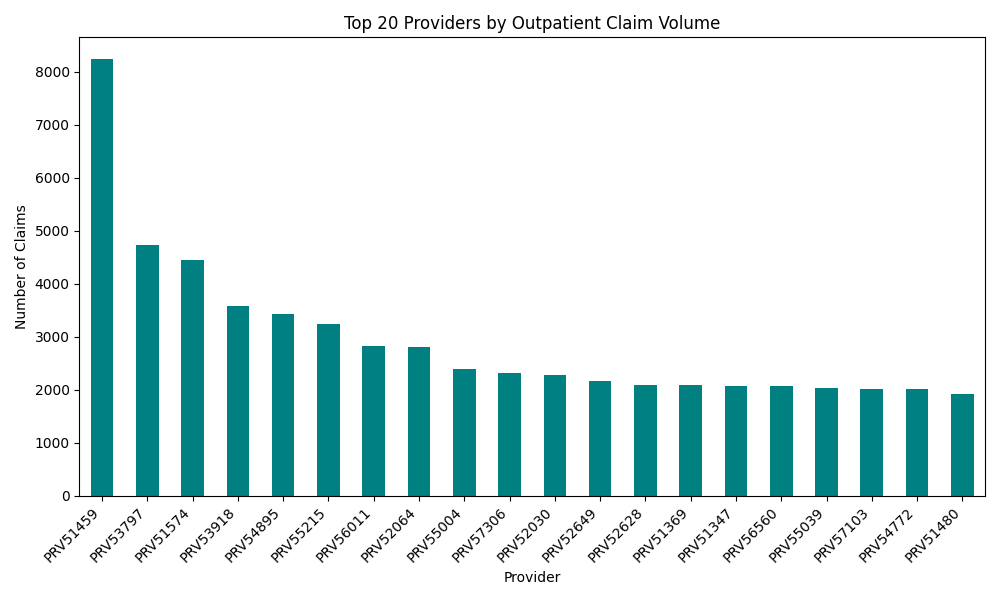 Top 20 Providers by Outpatient Claim Volume
Number of Claims
8000
7000
6000
5000
4000
3000
2000
1000
0
PRV51459
PRV53797
PRV51574
PRV53918
PRV54895
PRV55215
PRV56011
PRV52064
PRV55004
PRV57306
PRV52030
PRV52649
PRV52628
PRV51369
PRV51347
PRV56560
PRV55039
PRV57103
PRV54772
PRV51480
Provider